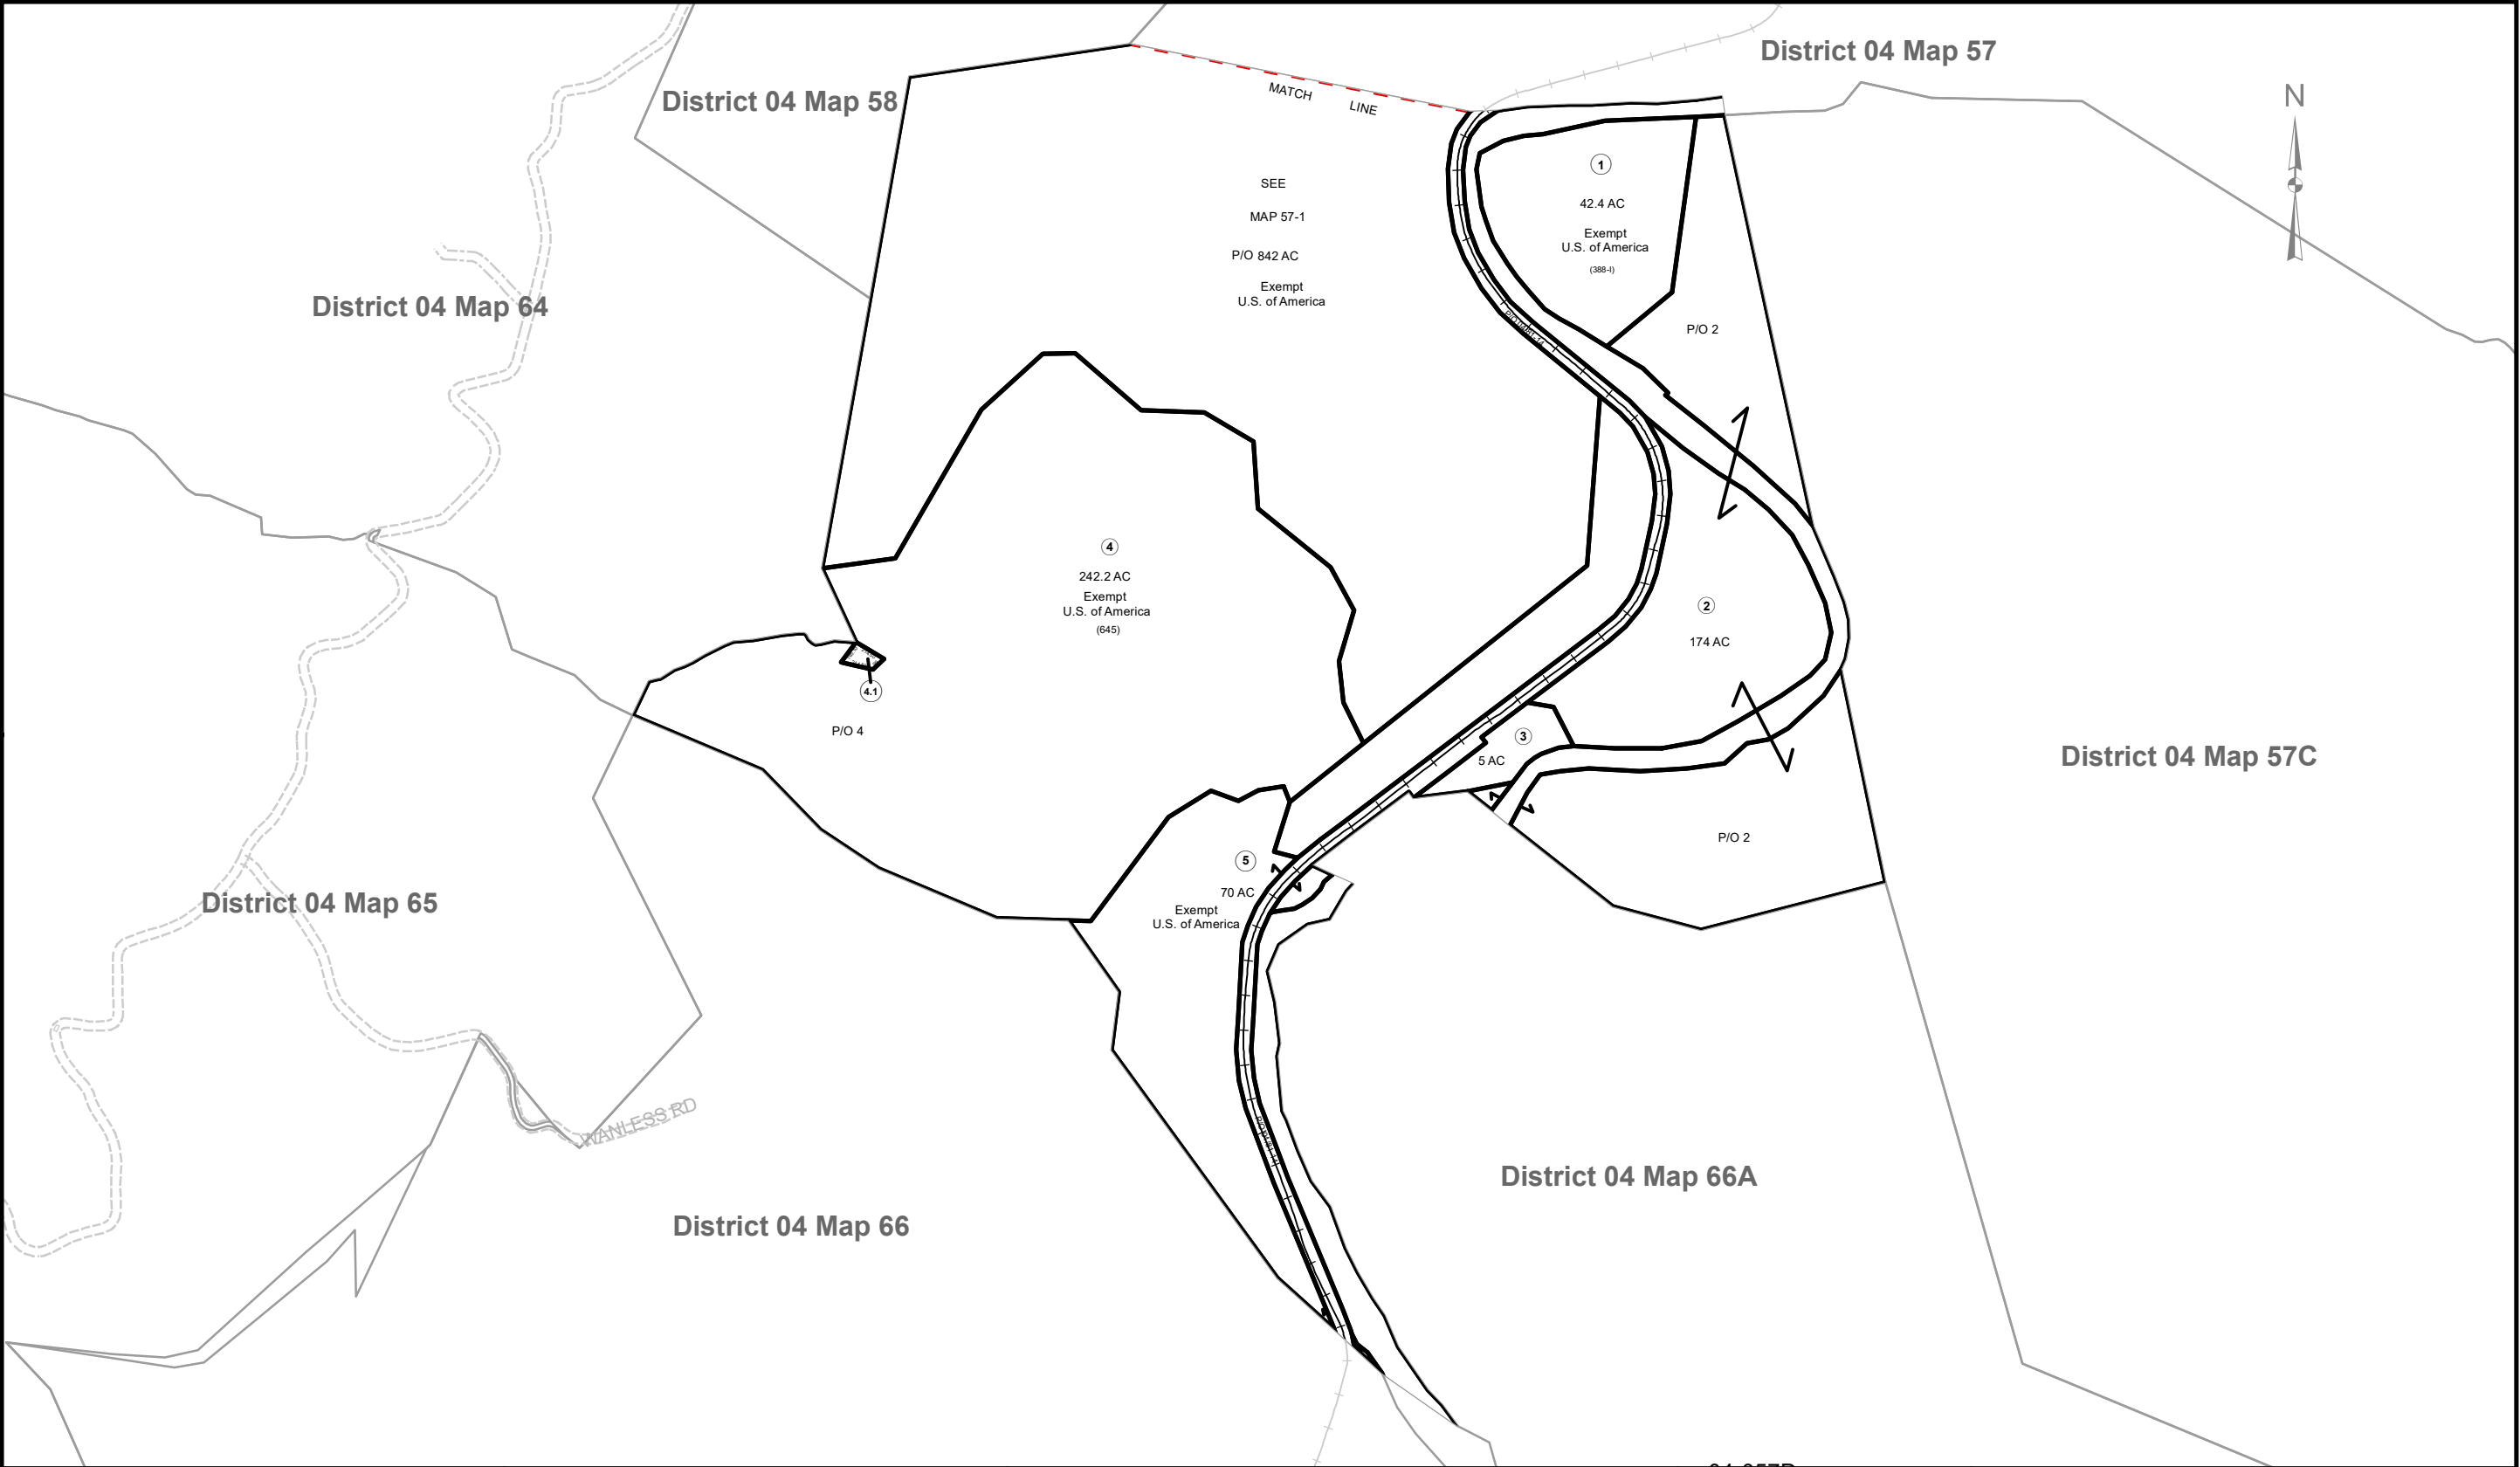 District 04 Map 57
District 04 Map 58
N
MATCH LINE
1
SEE
42.4 AC
MAP 57-1
Exempt
U.S. of America
P/O 842 AC
(388-I)
Exempt
U.S. of America
District 04 Map 64
P/O 2
4
242.2 AC
Exempt
U.S. of America
(645)
2
174 AC
4.1
P/O 4
3
5 AC
District 04 Map 57C
P/O 2
5
70 AC
Exempt
U.S. of America
District 04 Map 65
WANLESS RD
District 04 Map 66A
District 04 Map 66